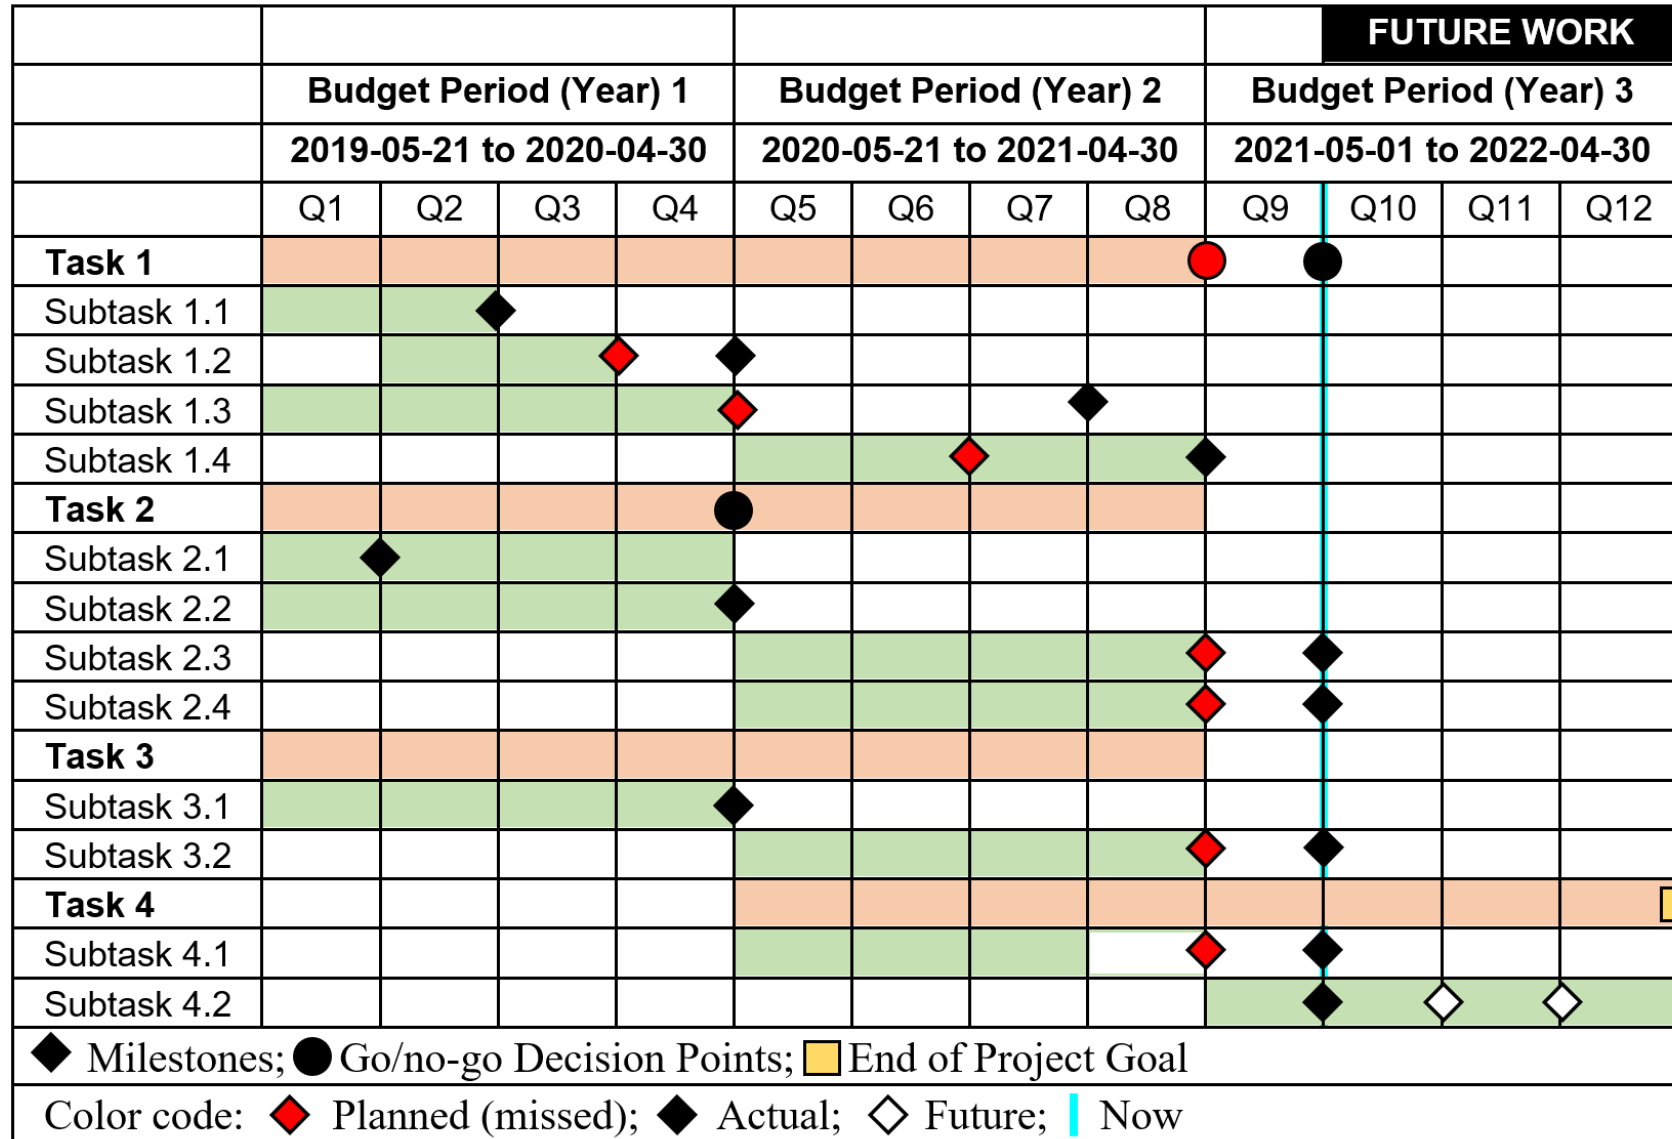 FUTURE WORK
Budget Period (Year) 1 Budget Period (Year) 2 Budget Period (Year) 3
2019-05-21 to 2020-04-30 2020-05-21 to 2021-04-30 2021-05-01 to 2022-04-30
Q1 Q2 Q3 Q4 Q5 Q6 Q7 Q8 Q9 Q10 Q11 Q12
Task 1
Subtask 1.1
Subtask 1.2
Subtask 1.3
Subtask 1.4
Task 2
Subtask 2.1
Subtask 2.2
Subtask 2.3
Subtask 2.4
Task 3
Subtask 3.1
Subtask 3.2
Task 4
Subtask 4.1
Subtask 4.2
Milestones; Go/no-go Decision Points; End of Project Goal
Color code: Planned (missed); Actual; Future; Now